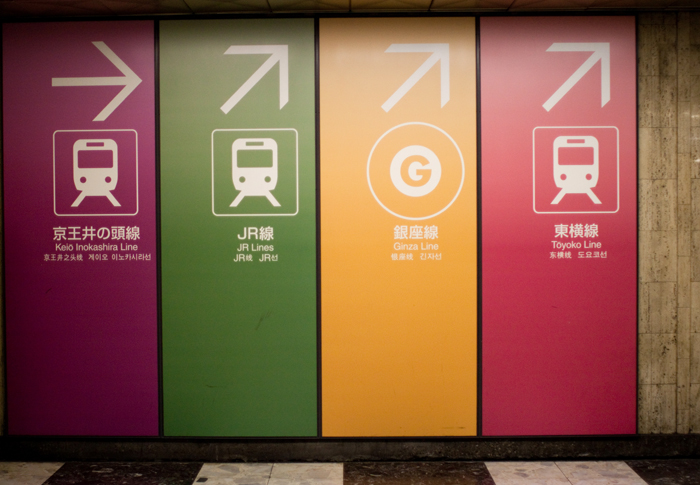 京王井の頭線
Keiō Inokashira Line
京王井之头线 게이오 이노카시라선
JR線
JR Lines
JR线 JR선
G
銀座線
Ginza Line
银座线 긴자선
東横線
Tōyoko Line
东横线 도요코선